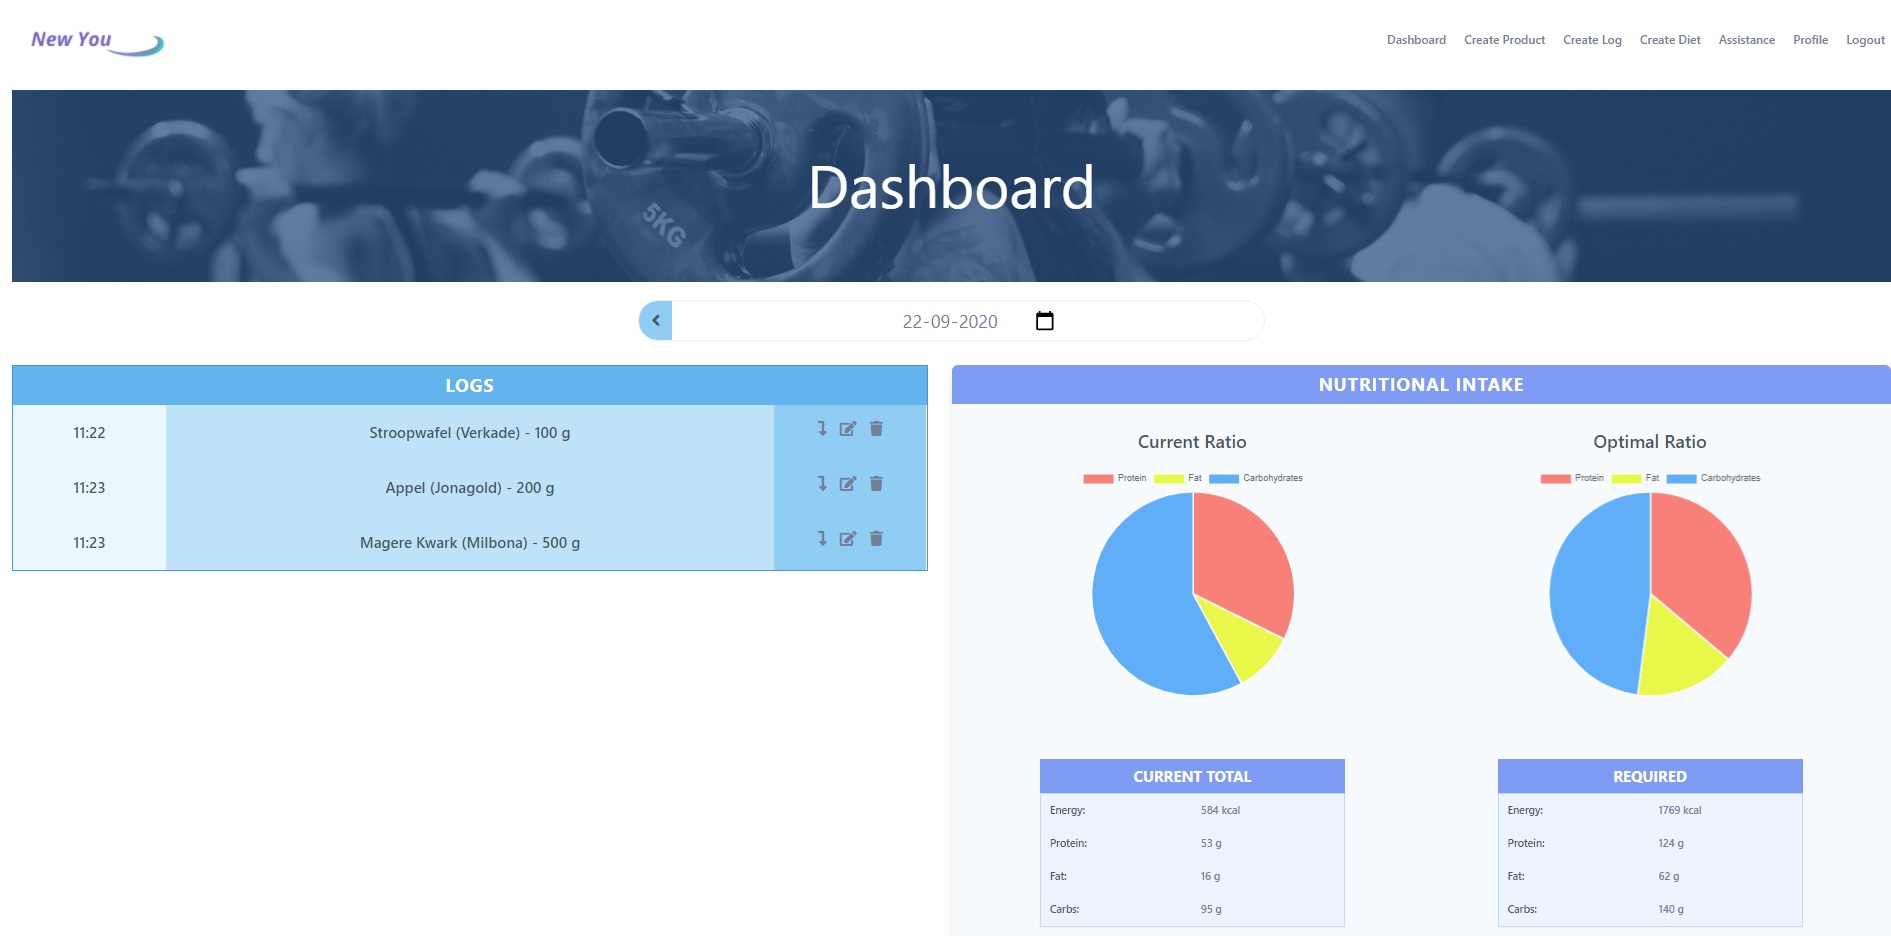 New You
Dashboard Create Product Create Log Create Diet Assistance Profile Logout
5KG
Dashboard
22-09-2020
LOGS
11:22 Stroopwafel (Verkade) - 100 g
11:23 Appel (Jonagold) - 200 g
11:23 Magere Kwark (Milbona) - 500 g
NUTRITIONAL INTAKE
Current Ratio
Protein Fat Carbohydrates
Optimal Ratio
Protein Fat Carbohydrates
CURRENT TOTAL
Energy: 584 kcal
Protein: 53 g
Fat: 16 g
Carbs: 95 g
REQUIRED
Energy: 1769 kcal
Protein: 124 g
Fat: 62 g
Carbs: 140 g